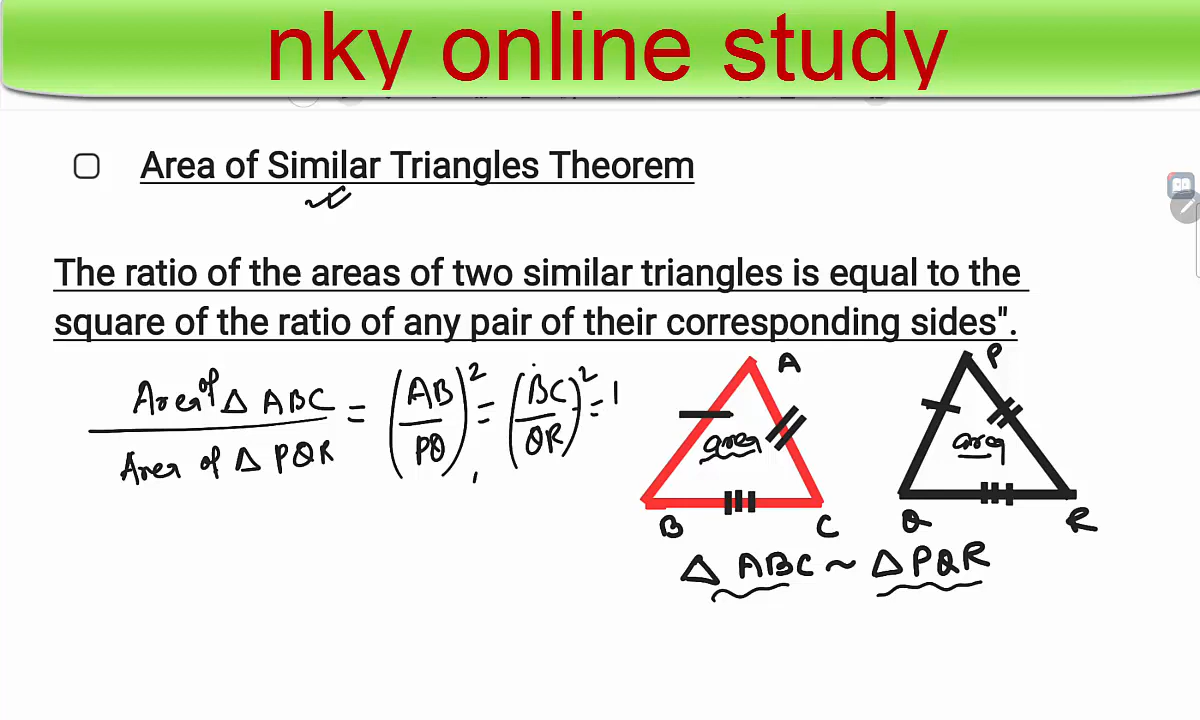 nky online study
Area of Similar Triangles Theorem
The ratio of the areas of two similar triangles is equal to the
square of the ratio of any pair of their corresponding sides".
Area of Δ ABC / Area of Δ PQR = (AB/PQ)² = (BC/QR)² =
A
B
C
area
P
Q
R
area
Δ ABC ~ Δ PQR